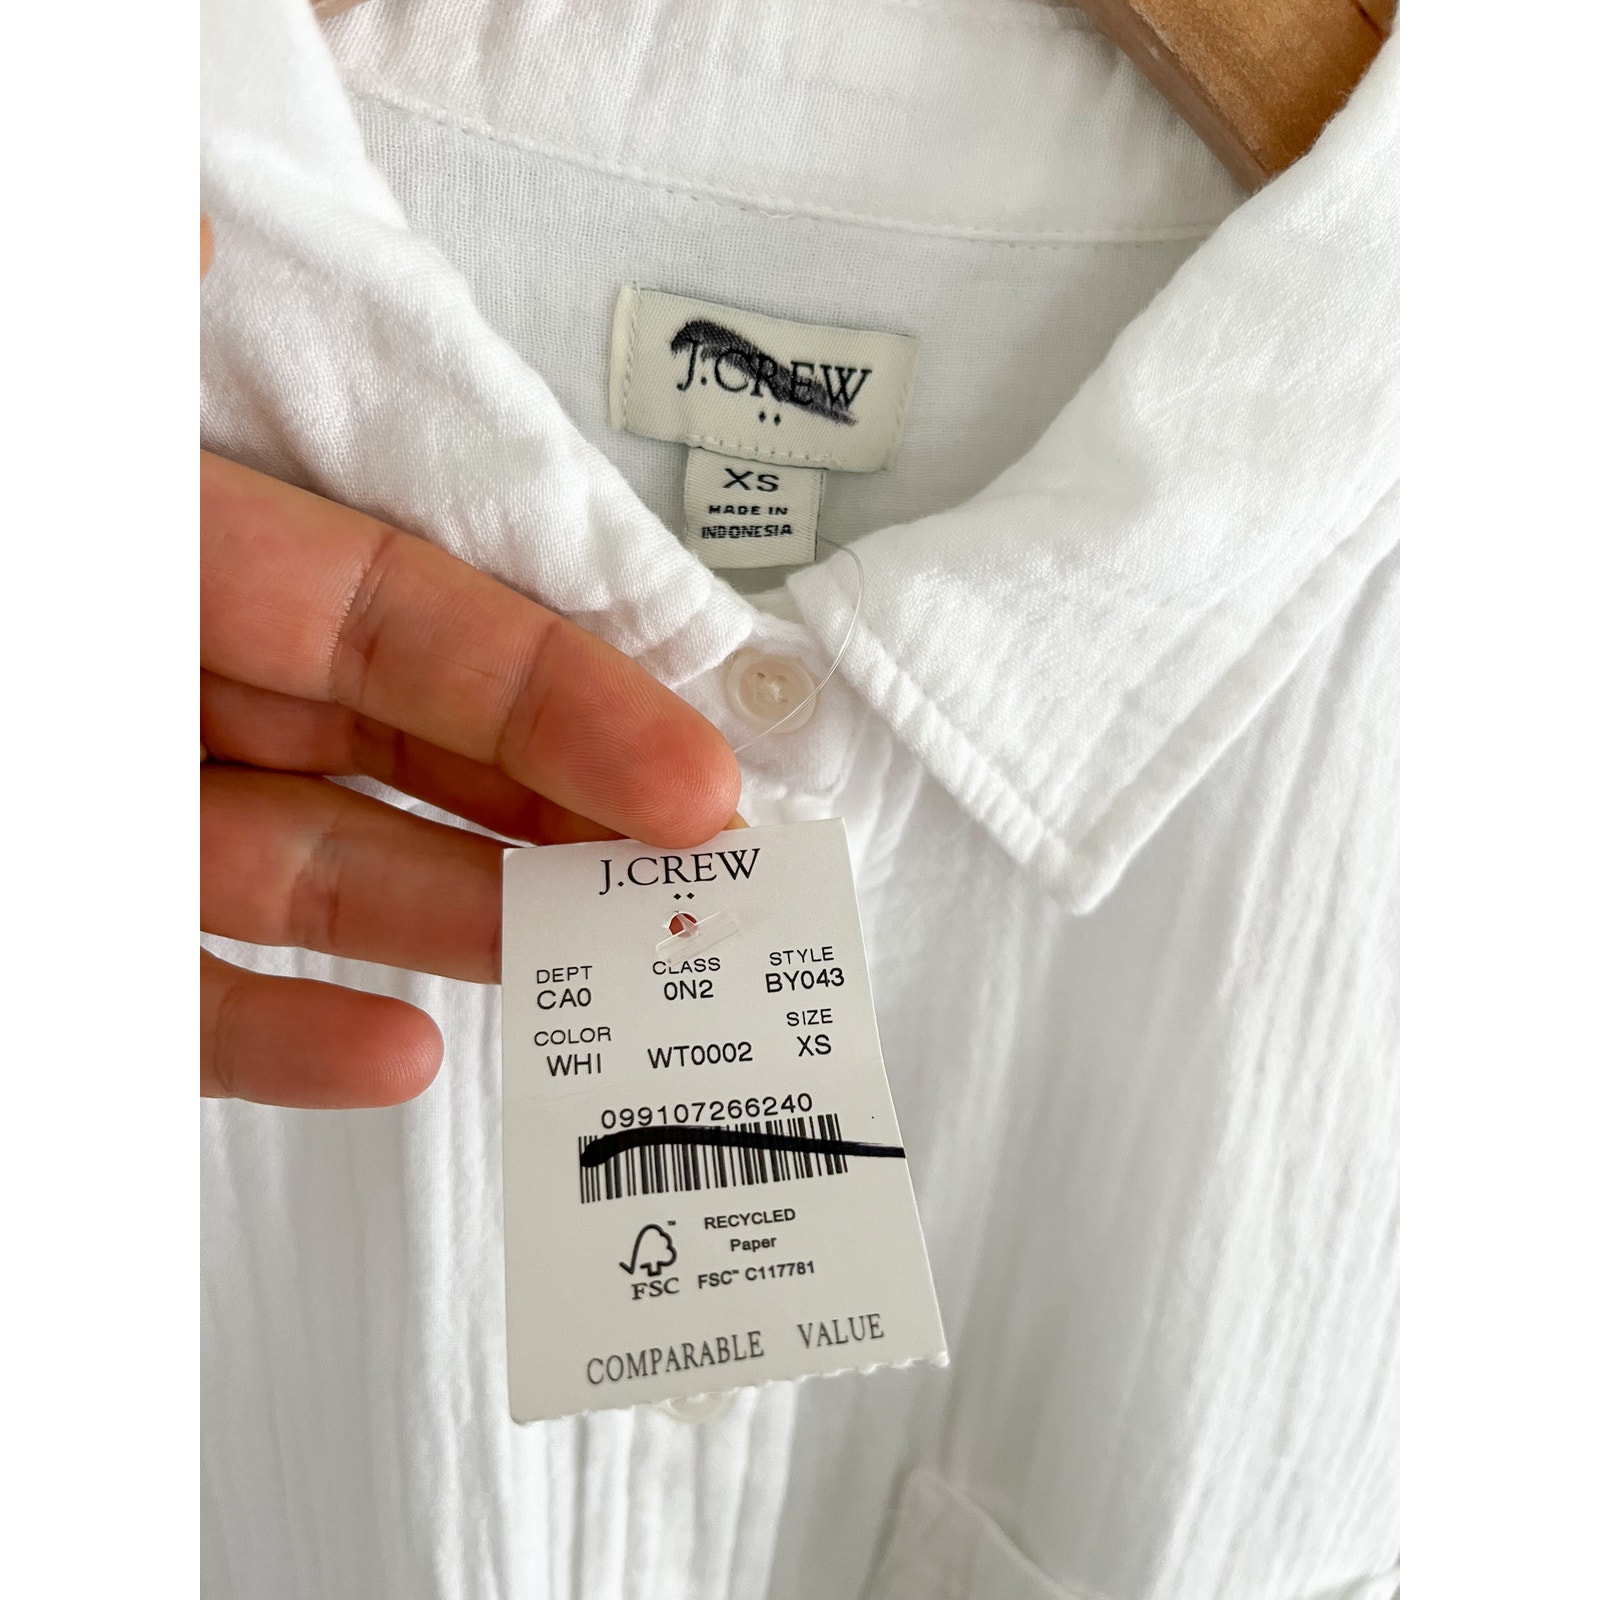 J.CREW
XS
MADE IN
INDONESIA
J.CREW
DEPT CLASS STYLE
CA0 0N2 BY043
COLOR SIZE
WHI WT0002 XS
099107266240
RECYCLED
Paper
FSC™ C117781
™
FSC
COMPARABLE VALUE